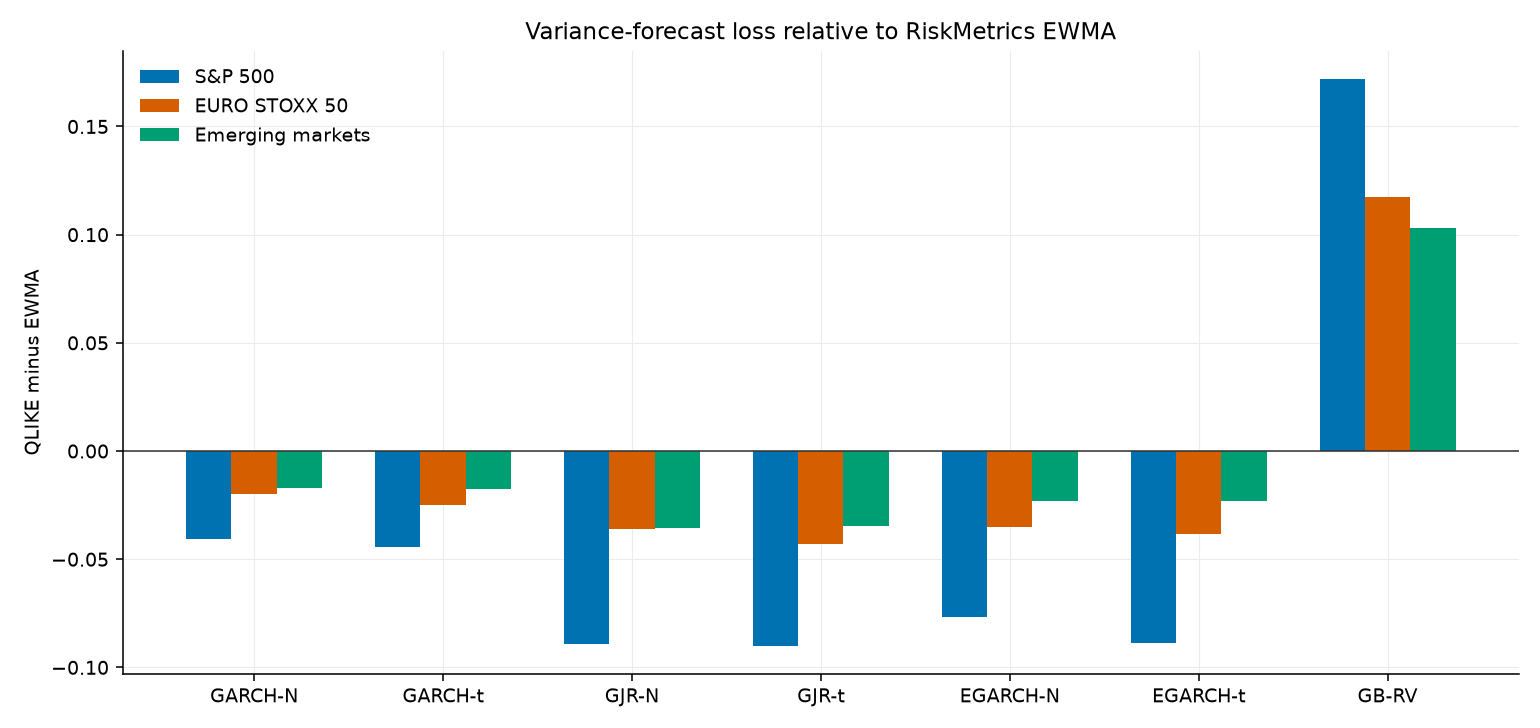 Variance-forecast loss relative to RiskMetrics EWMA
S&P 500
EURO STOXX 50
Emerging markets
QLIKE minus EWMA
0.15
0.10
0.05
0.00
−0.05
−0.10
GARCH-N
GARCH-t
GJR-N
GJR-t
EGARCH-N
EGARCH-t
GB-RV